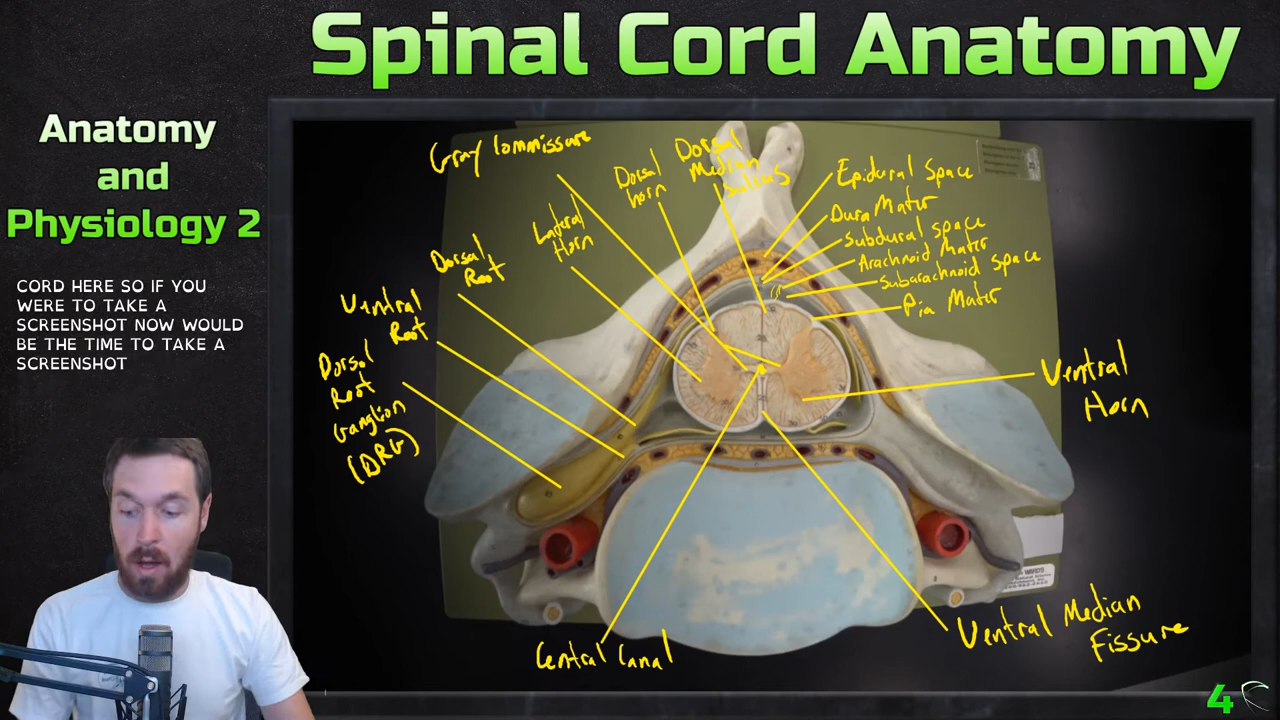 Spinal Cord Anatomy
Anatomy
and
Physiology 2
CORD HERE SO IF YOU
WERE TO TAKE A
SCREENSHOT NOW WOULD
BE THE TIME TO TAKE A
SCREENSHOT
Gray Commissure
Dorsal
horn
Dorsal
Median
Sulcus
Epidural Space
Dura Mater
Subdural space
Arachnoid Mater
Subarachnoid Space
Pia Mater
Lateral
Horn
Dorsal
Root
Ventral
Root
Dorsal
Root
Ganglion
(DRG)
Ventral
Horn
Central Canal
Ventral Median
Fissure
4